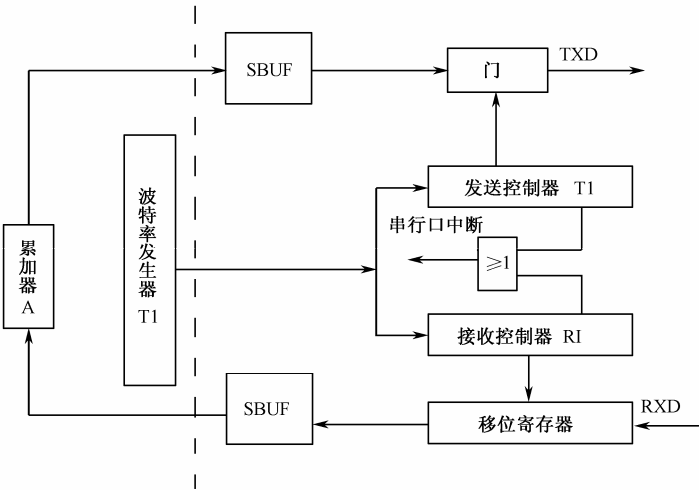 SBUF
门
TXD
波特率发生器 T1
发送控制器 T1
串行口中断
≥1
累加器 A
接收控制器 RI
SBUF
移位寄存器
RXD